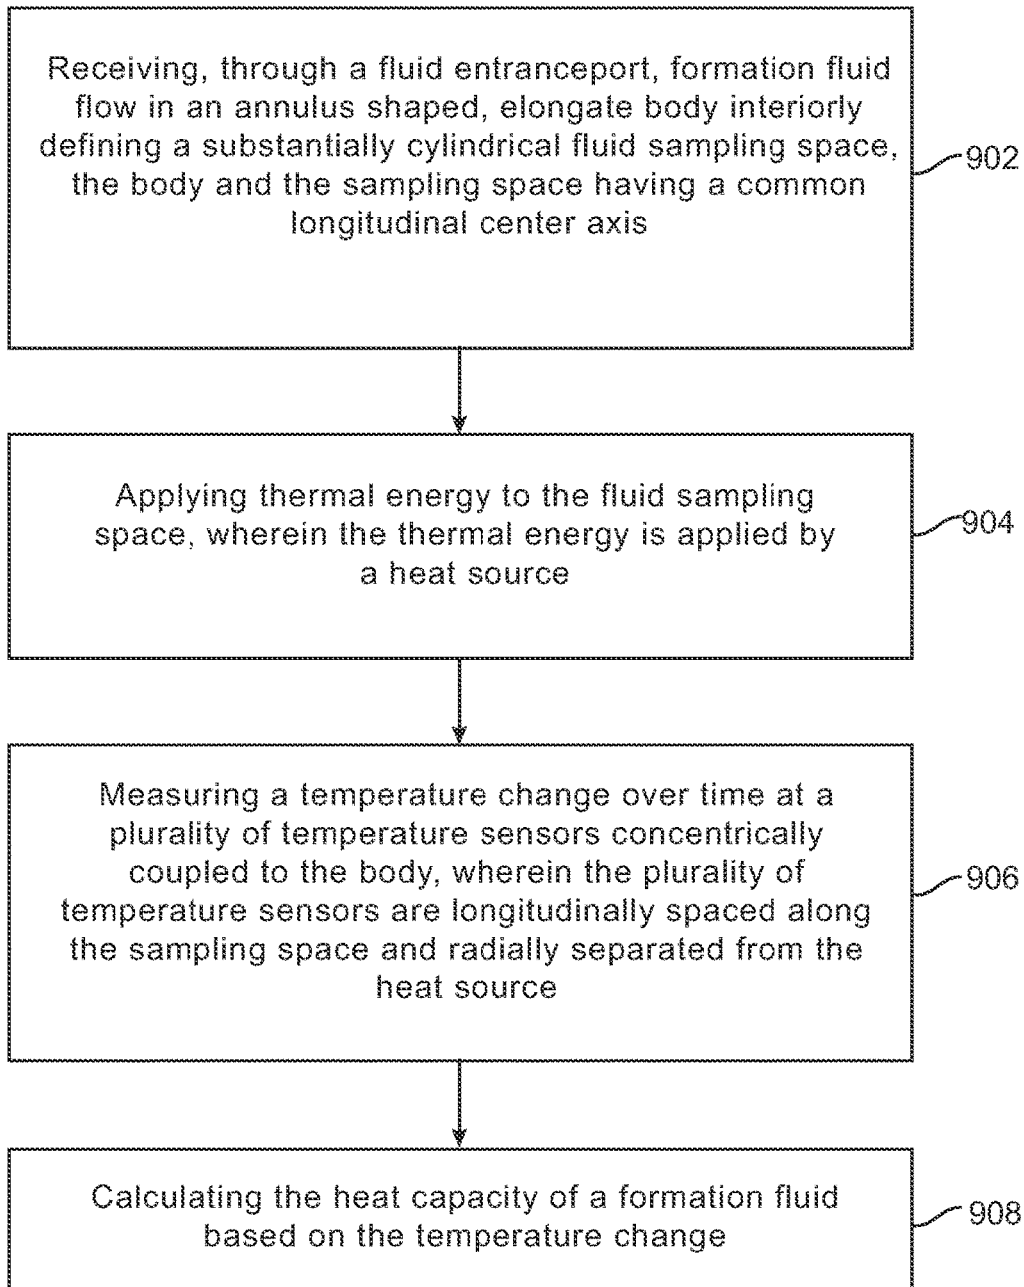 Receiving, through a fluid entranceport, formation fluid
flow in an annulus shaped, elongate body interiorly
defining a substantially cylindrical fluid sampling space,
the body and the sampling space having a common
longitudinal center axis
902
Applying thermal energy to the fluid sampling
space, wherein the thermal energy is applied by
a heat source
904
Measuring a temperature change over time at a
plurality of temperature sensors concentrically
coupled to the body, wherein the plurality of
temperature sensors are longitudinally spaced along
the sampling space and radially separated from the
heat source
906
Calculating the heat capacity of a formation fluid
based on the temperature change
908